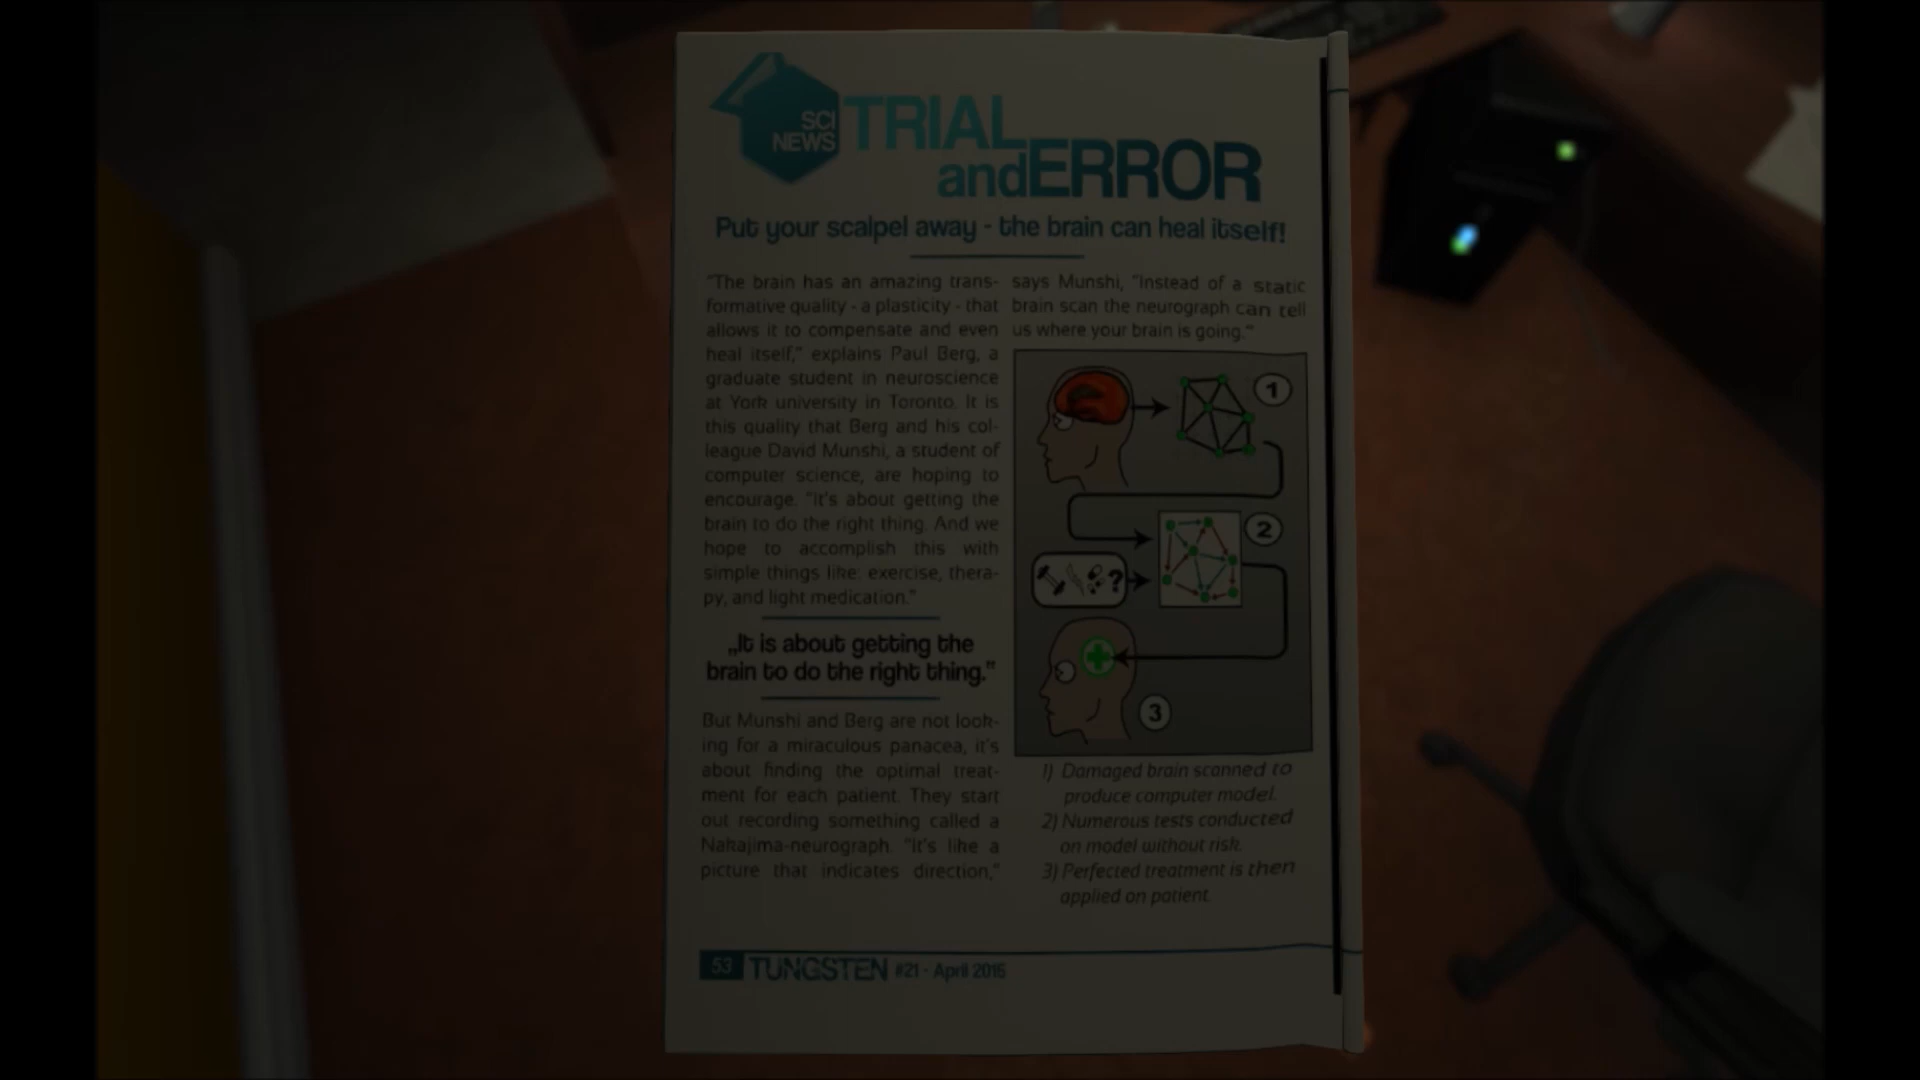 SCI
NEWS
TRIAL
andERROR
Put your scalpel away - the brain can heal itself!
"The brain has an amazing trans-
formative quality - a plasticity - that
allows it to compensate and even
heal itself," explains Paul Berg, a
graduate student in neuroscience
at York university in Toronto. It is
this quality that Berg and his col-
league David Munshi, a student of
computer science, are hoping to
encourage. "It's about getting the
brain to do the right thing. And we
hope to accomplish this with
simple things like: exercise, thera-
py, and light medication."
„It is about getting the
brain to do the right thing."
But Munshi and Berg are not look-
ing for a miraculous panacea, it's
about finding the optimal treat-
ment for each patient. They start
out recording something called a
Nakajima-neurograph. "It's like a
picture that indicates direction,"
says Munshi, "Instead of a static
brain scan the neurograph can tell
us where your brain is going."
1
2
?
3
1) Damaged brain scanned to
produce computer model.
2) Numerous tests conducted
on model without risk.
3) Perfected treatment is then
applied on patient.
53 TUNGSTEN #21 - April 2015